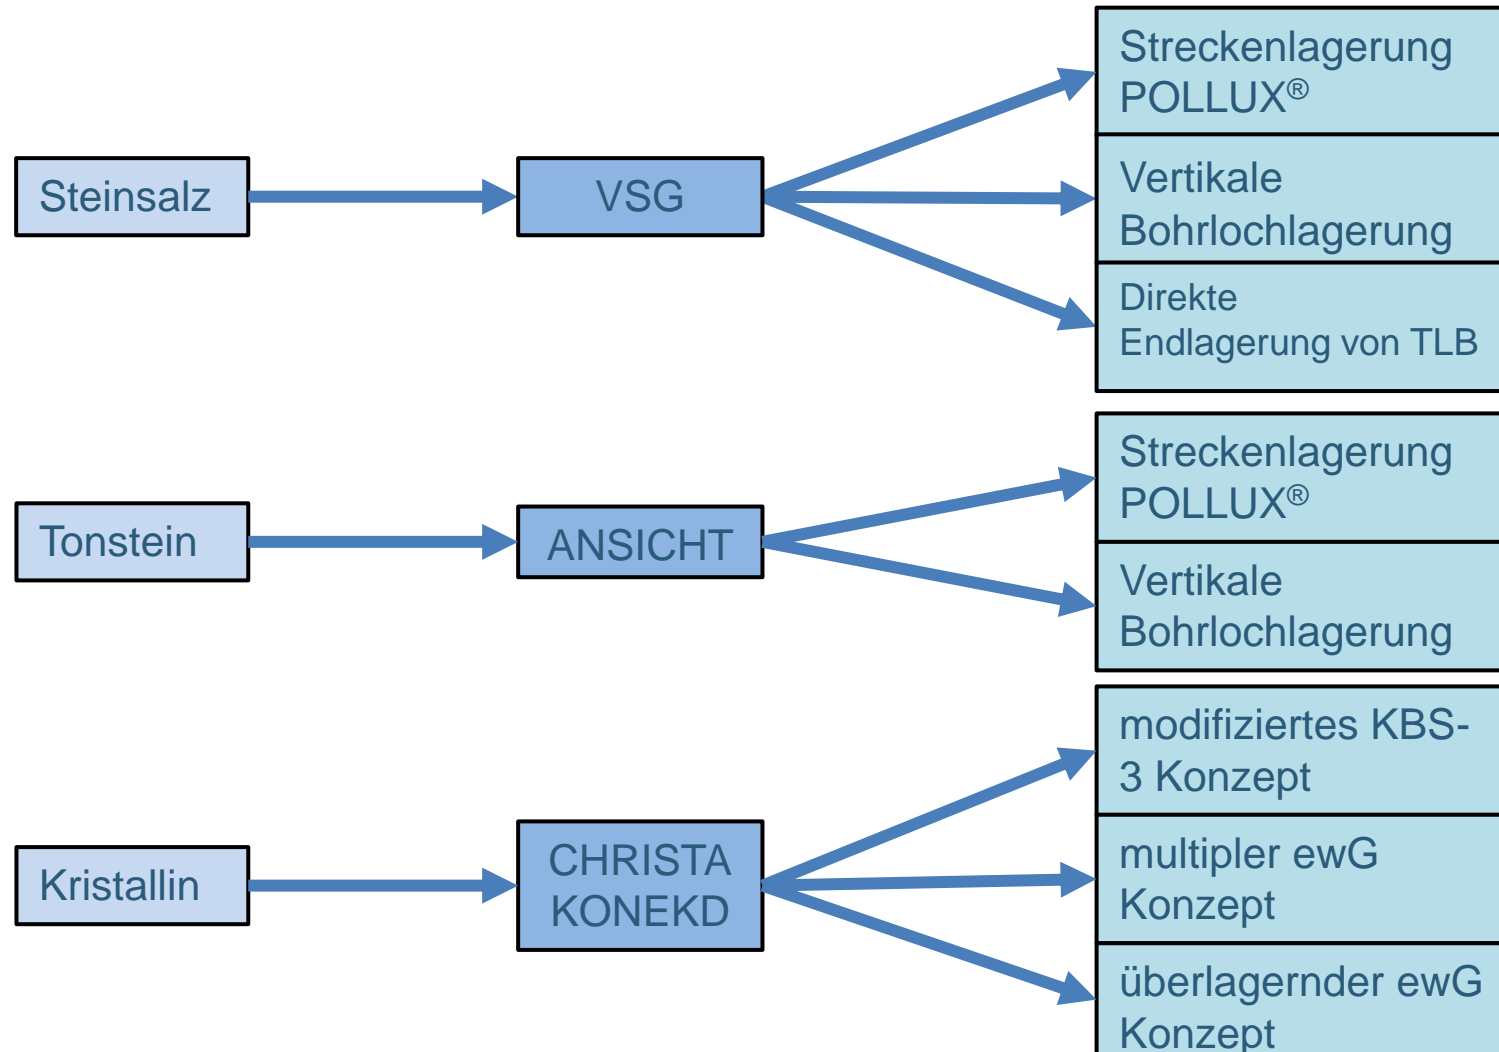 Steinsalz
VSG
Streckenlagerung
POLLUX®
Vertikale
Bohrlochlagerung
Direkte
Endlagerung von TLB
Tonstein
ANSICHT
Streckenlagerung
POLLUX®
Vertikale
Bohrlochlagerung
Kristallin
CHRISTA
KONEKD
modifiziertes KBS-
3 Konzept
multipler ewG
Konzept
überlagernder ewG
Konzept